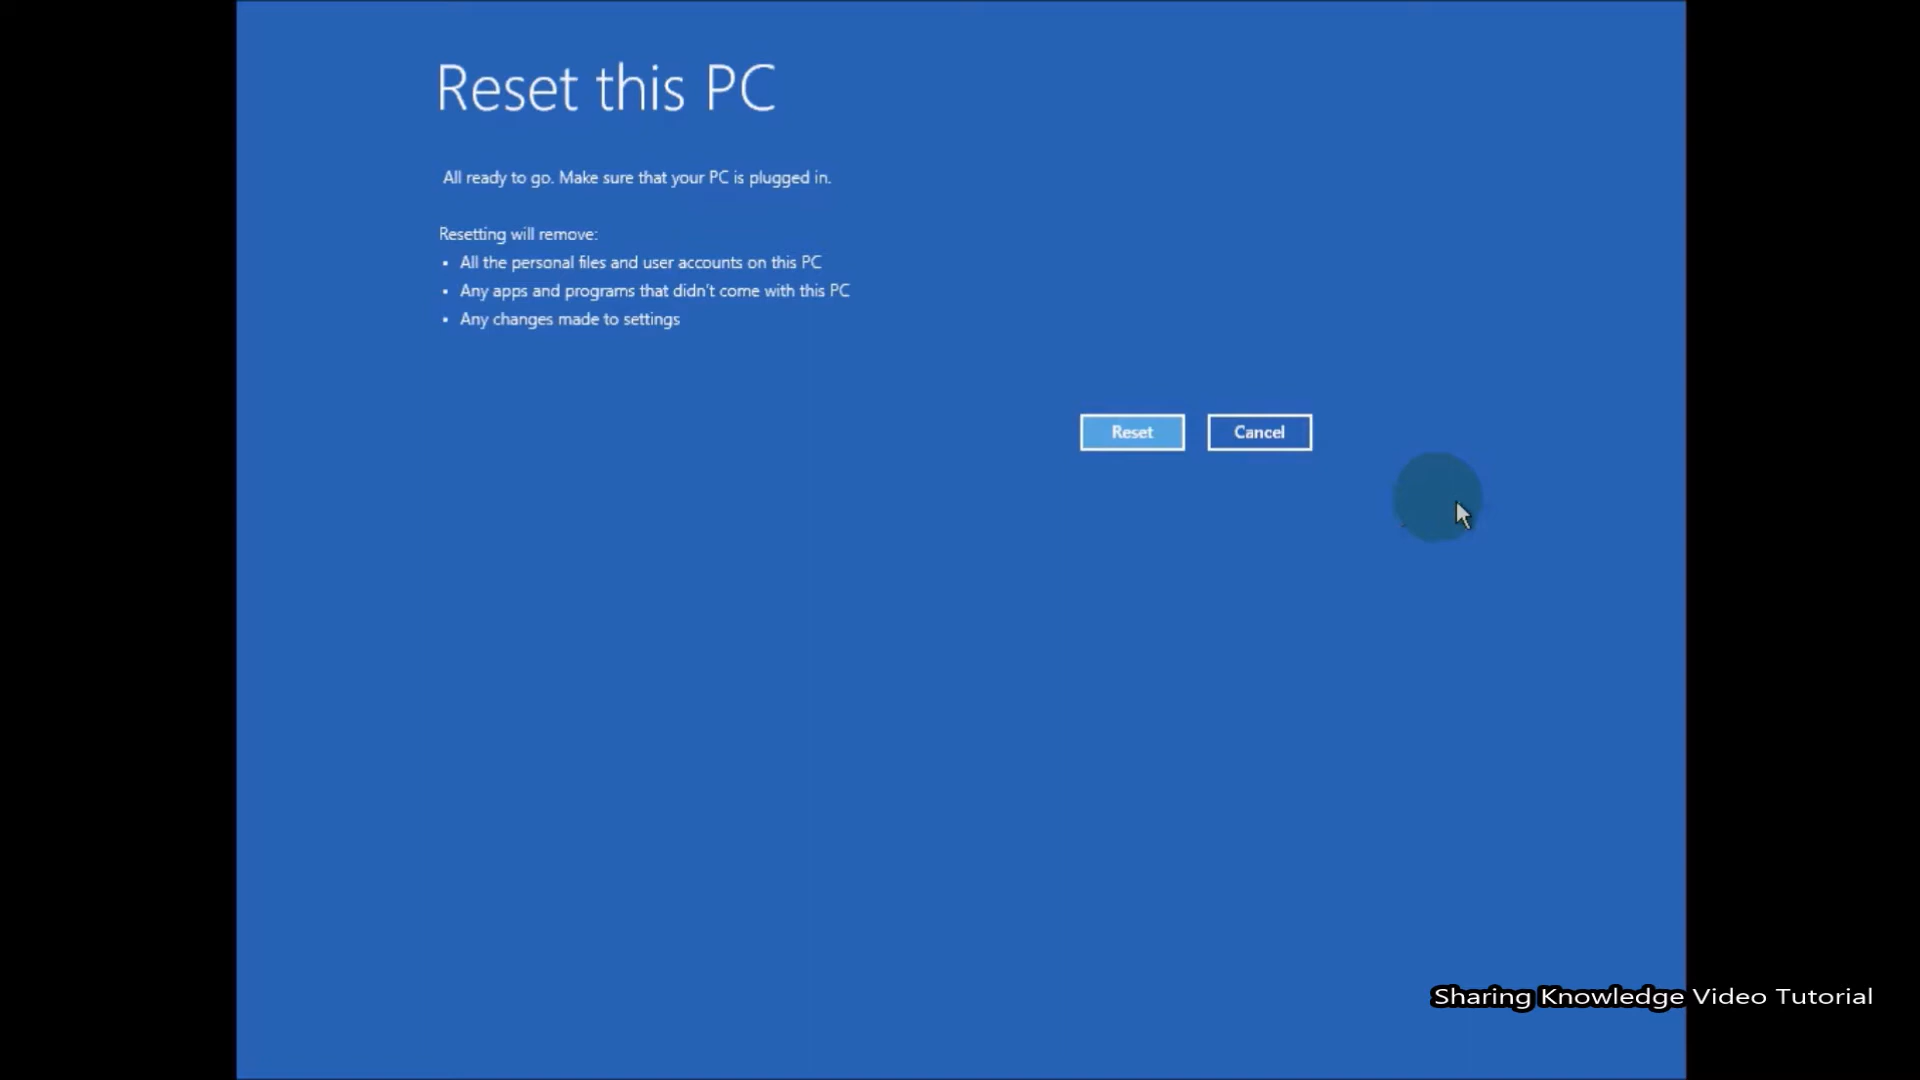 Reset this PC
All ready to go. Make sure that your PC is plugged in.
Resetting will remove:
• All the personal files and user accounts on this PC
• Any apps and programs that didn't come with this PC
• Any changes made to settings
Reset Cancel
Sharing Knowledge Video Tutorial